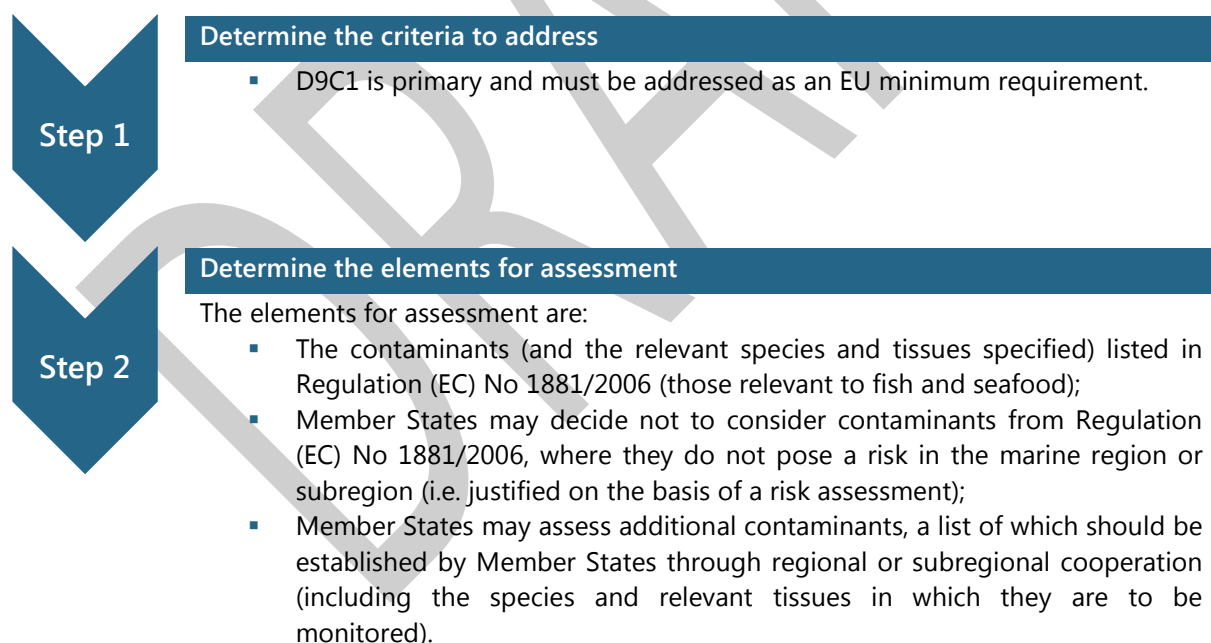 Determine the criteria to address
▪ D9C1 is primary and must be addressed as an EU minimum requirement.
Step 1
Determine the elements for assessment
The elements for assessment are:
▪ The contaminants (and the relevant species and tissues specified) listed in
Regulation (EC) No 1881/2006 (those relevant to fish and seafood);
Step 2
▪ Member States may decide not to consider contaminants from Regulation
(EC) No 1881/2006, where they do not pose a risk in the marine region or
subregion (i.e. justified on the basis of a risk assessment);
▪ Member States may assess additional contaminants, a list of which should be
established by Member States through regional or subregional cooperation
(including the species and relevant tissues in which they are to be
monitored).